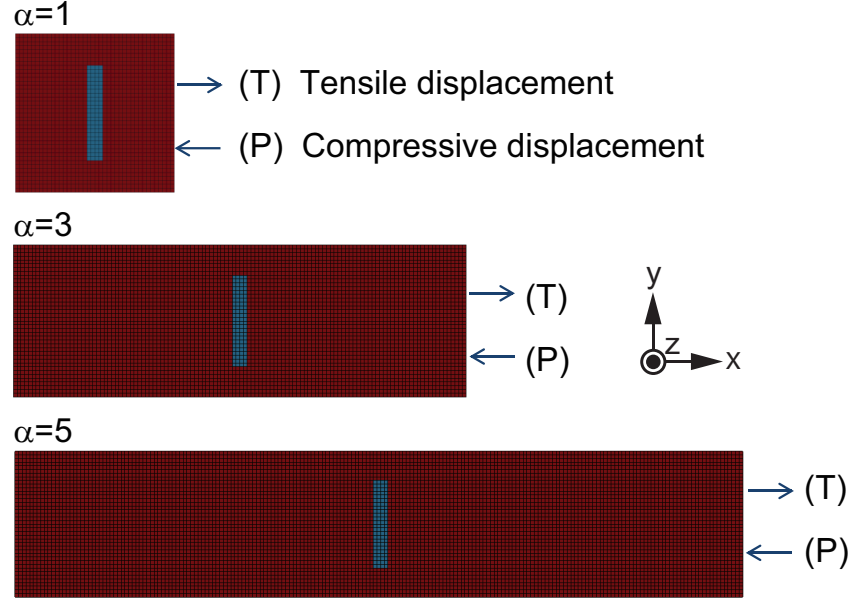 α=1
(T) Tensile displacement
(P) Compressive displacement
α=3
(T)
(P)
y
z
x
α=5
(T)
(P)